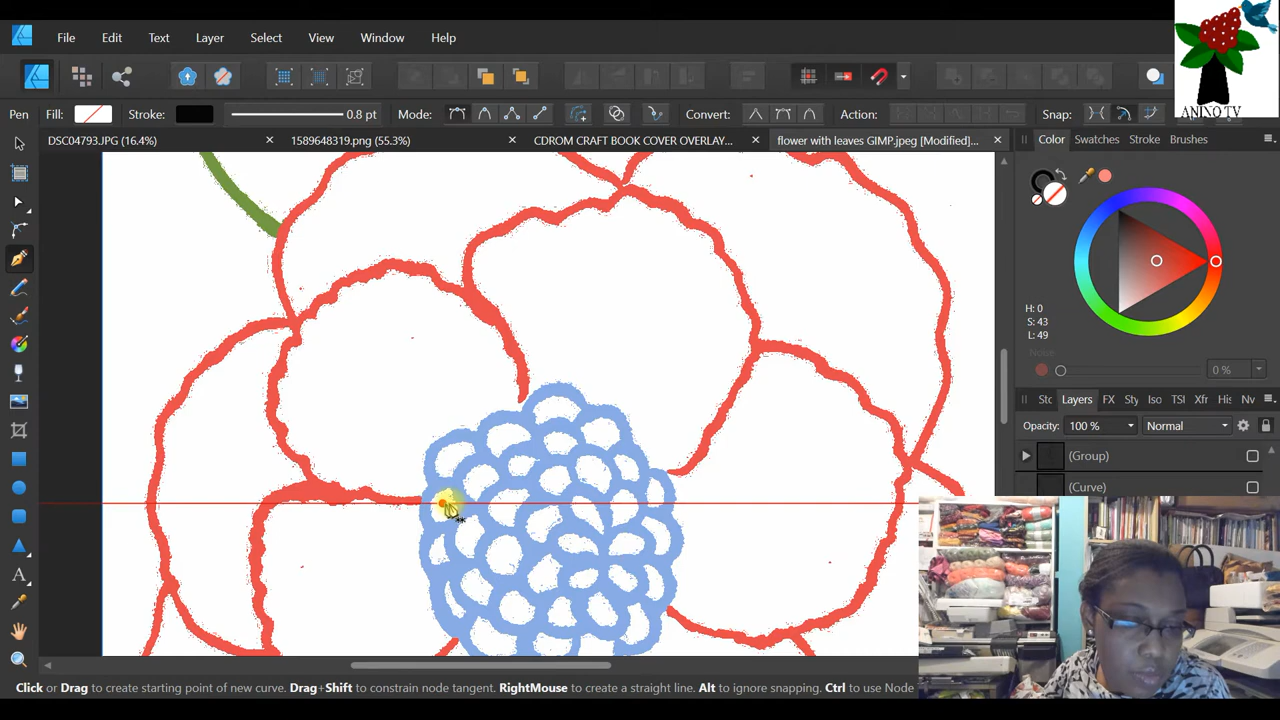 File Edit Text Layer Select View Window Help
ANINO TV
Pen Fill: Stroke: 0.8 pt Mode: Convert: Action: Snap:
DSC04793.JPG (16.4%) 1589648319.png (55.3%) CDROM CRAFT BOOK COVER OVERLAY... flower with leaves GIMP.jpeg [Modified]...
Color Swatches Stroke Brushes
H: 0
S: 43
L: 49
None
0 %
Stc Layers FX Sty Iso TSI Xfr His Nv
Opacity: 100 % Normal
(Group)
(Curve)
Click or Drag to create starting point of new curve. Drag+Shift to constrain node tangent. RightMouse to create a straight line. Alt to ignore snapping. Ctrl to use Node